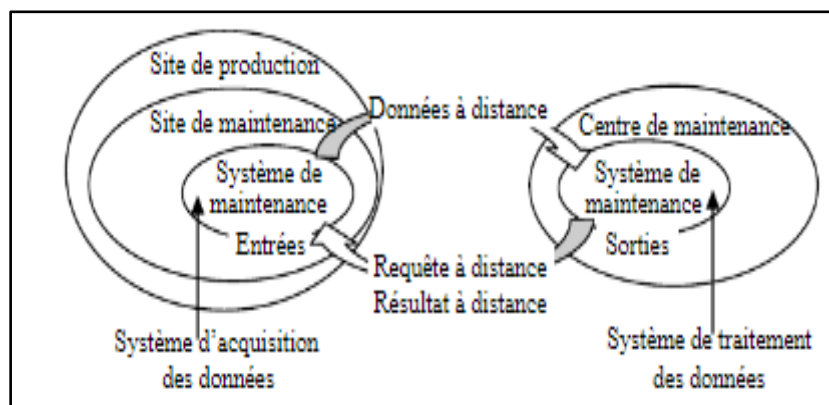 Site de production
Site de maintenance
Système de
maintenance
Entrées
Données à distance
Requête à distance
Résultat à distance
Centre de maintenance
Système de
maintenance
Sorties
Système d'acquisition
des données
Système de traitement
des données